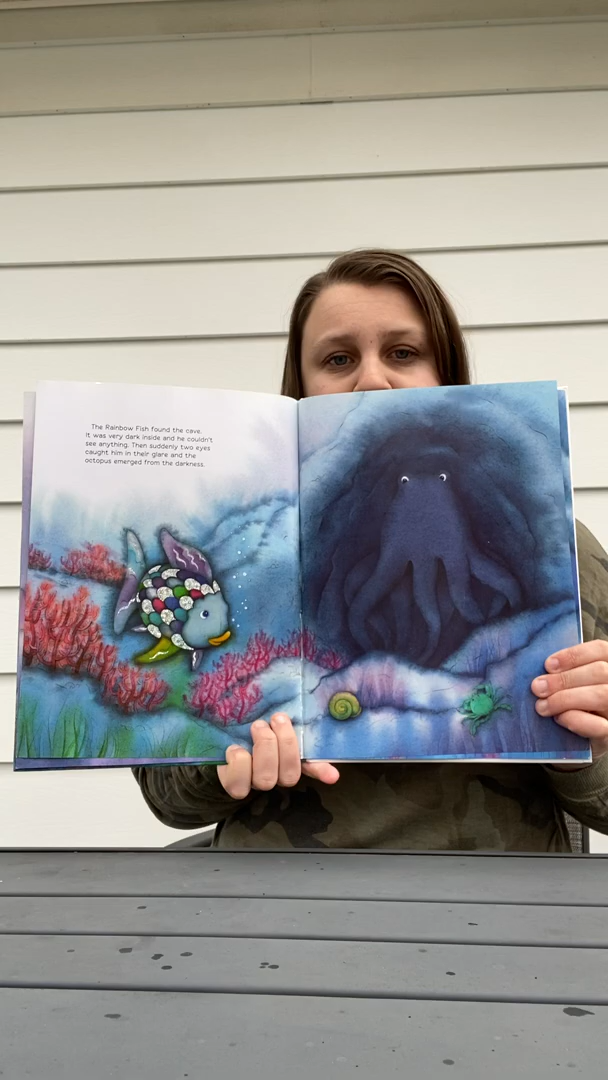 The Rainbow Fish found the cave.
It was very dark inside and he couldn't
see anything. Then suddenly two eyes
caught him in their glare and the
octopus emerged from the darkness.